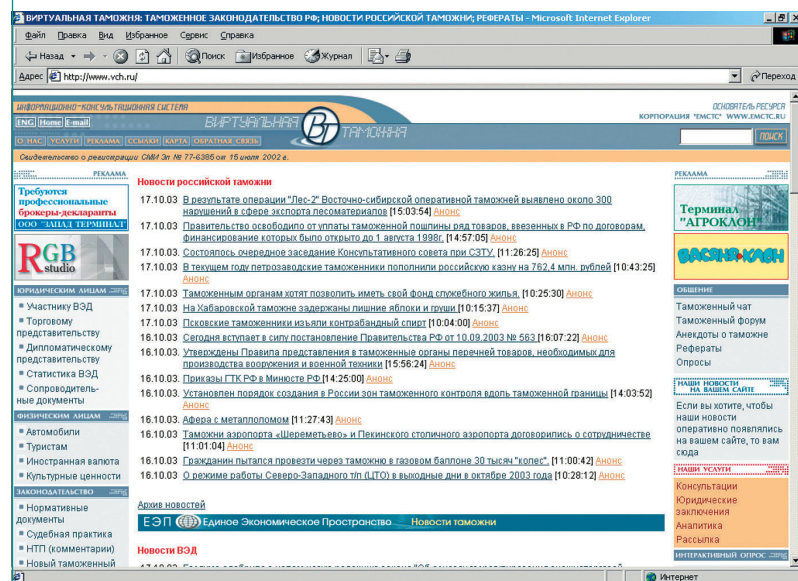 ВИРТУАЛЬНАЯ ТАМОЖНЯ: ТАМОЖЕННОЕ ЗАКОНОДАТЕЛЬСТВО РФ; НОВОСТИ РОССИЙСКОЙ ТАМОЖНИ; РЕФЕРАТЫ - Microsoft Internet Explorer
Файл Правка Вид Избранное Сервис Справка
Назад Поиск Избранное Журнал
Адрес http://www.vch.ru/ Переход
ИНФОРМАЦИОННО-КОНСУЛЬТАЦИОННАЯ СИСТЕМА
ENG Home E-mail
ВИРТУАЛЬНАЯ ВТ ТАМОЖНЯ
ОСНОВАТЕЛЬ РЕСУРСА
КОРПОРАЦИЯ "EMCTC" WWW.EMCTC.RU
О НАС УСЛУГИ РЕКЛАМА ССЫЛКИ КАРТА ОБРАТНАЯ СВЯЗЬ
ПОИСК
Свидетельство о регистрации СМИ Эл № 77-6385 от 15 июля 2002 г.
РЕКЛАМА
Требуются
профессиональные
брокеры-декларанты
ООО "ЗАПАД ТЕРМИНАЛ"
RGB
studio
ЮРИДИЧЕСКИМ ЛИЦАМ
Участнику ВЭД
Торговому
представительству
Дипломатическому
представительству
Статистика ВЭД
Сопроводитель-
ные документы
ФИЗИЧЕСКИМ ЛИЦАМ
Автомобили
Туристам
Иностранная валюта
Культурные ценности
ЗАКОНОДАТЕЛЬСТВО
Нормативные
документы
Судебная практика
НТП (комментарии)
Новый таможенный
Новости российской таможни
17.10.03 В результате операции "Лес-2" Восточно-сибирской оперативной таможней выявлено около 300
нарушений в сфере экспорта лесоматериалов [15:03:54] Анонс
17.10.03 Правительство освободило от уплаты таможенной пошлины ряд товаров, ввезенных в РФ по договорам,
финансирование которых было открыто до 1 августа 1998г. [14:57:05] Анонс
17.10.03. Состоялось очередное заседание Консультативного совета при СЗТУ. [11:26:25] Анонс
17.10.03 В текущем году петрозаводские таможенники пополнили российскую казну на 762,4 млн. рублей [10:43:25]
Анонс
17.10.03 Таможенным органам хотят позволить иметь свой фонд служебного жилья. [10:25:30] Анонс
17.10.03 На Хабаровской таможне задержаны лишние яблоки и груши [10:15:37] Анонс
17.10.03 Псковские таможенники изъяли контрабандный спирт [10:04:00] Анонс
16.10.03 Сегодня вступает в силу постановление Правительства РФ от 10.09.2003 № 563 [16:07:22] Анонс
16.10.03. Утверждены Правила представления в таможенные органы перечней товаров, необходимых для
производства вооружения и военной техники [15:56:24] Анонс
16.10.03. Приказы ГТК РФ в Минюсте РФ [14:25:00] Анонс
16.10.03. Установлен порядок создания в России зон таможенного контроля вдоль таможенной границы [14:03:52]
Анонс
16.10.03. Афера с металлоломом [11:27:43] Анонс
16.10.03 Таможни аэропорта «Шереметьево» и Пекинского столичного аэропорта договорились о сотрудничестве
[11:01:04] Анонс
16.10.03 Гражданин пытался провезти через таможню в газовом баллоне 30 тысяч "колес". [11:00:42] Анонс
16.10.03 О режиме работы Северо-Западного т/п (ЦТО) в выходные дни в октябре 2003 года [10:28:12] Анонс
Архив новостей
ЕЭП Единое Экономическое Пространство Новости таможни
Новости ВЭД
РЕКЛАМА
Терминал
"АГРОКЛОН"
ОБЩЕНИЕ
Таможенный чат
Таможенный форум
Анекдоты о таможне
Рефераты
Опросы
НАШИ НОВОСТИ
НА ВАШЕМ САЙТЕ
Если вы хотите, чтобы
наши новости
оперативно появлялись
на вашем сайте, то вам
сюда
НАШИ УСЛУГИ
Консультации
Юридические
заключения
Аналитика
Рассылка
ИНТЕРАКТИВНЫЙ ОПРОС
Интернет